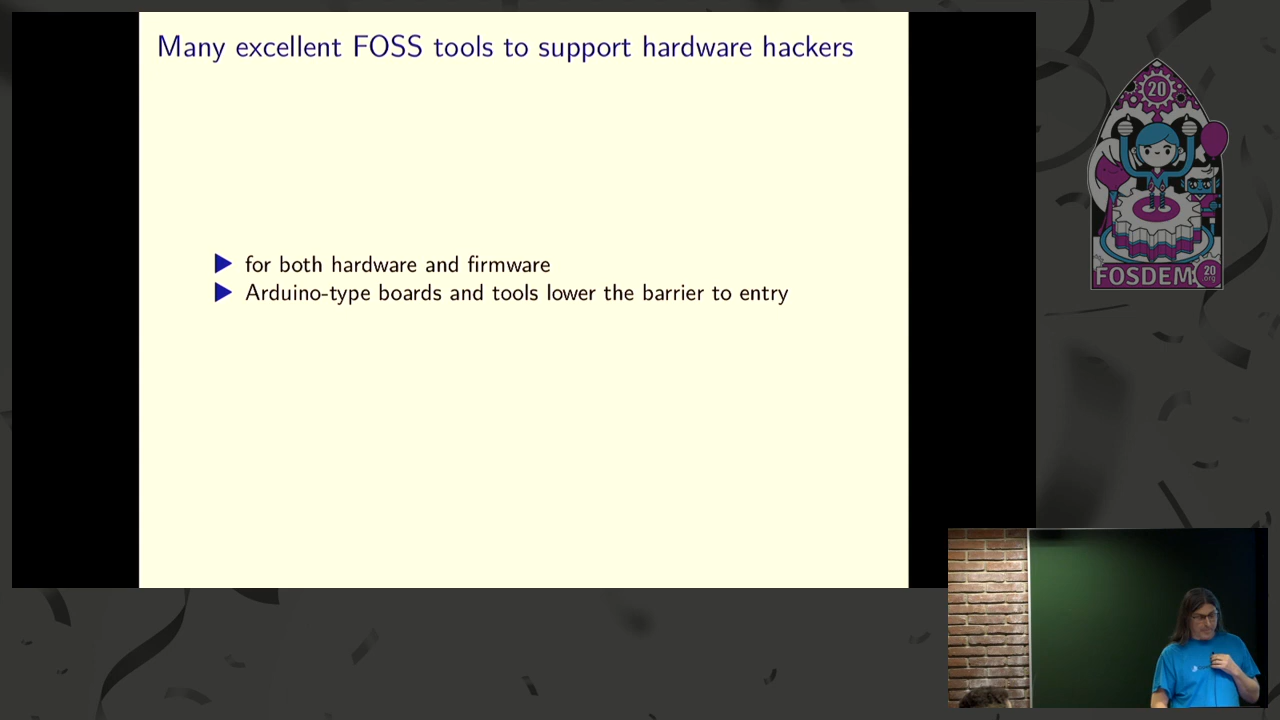 Many excellent FOSS tools to support hardware hackers
for both hardware and firmware
Arduino-type boards and tools lower the barrier to entry
20
FOSDEM
20
org